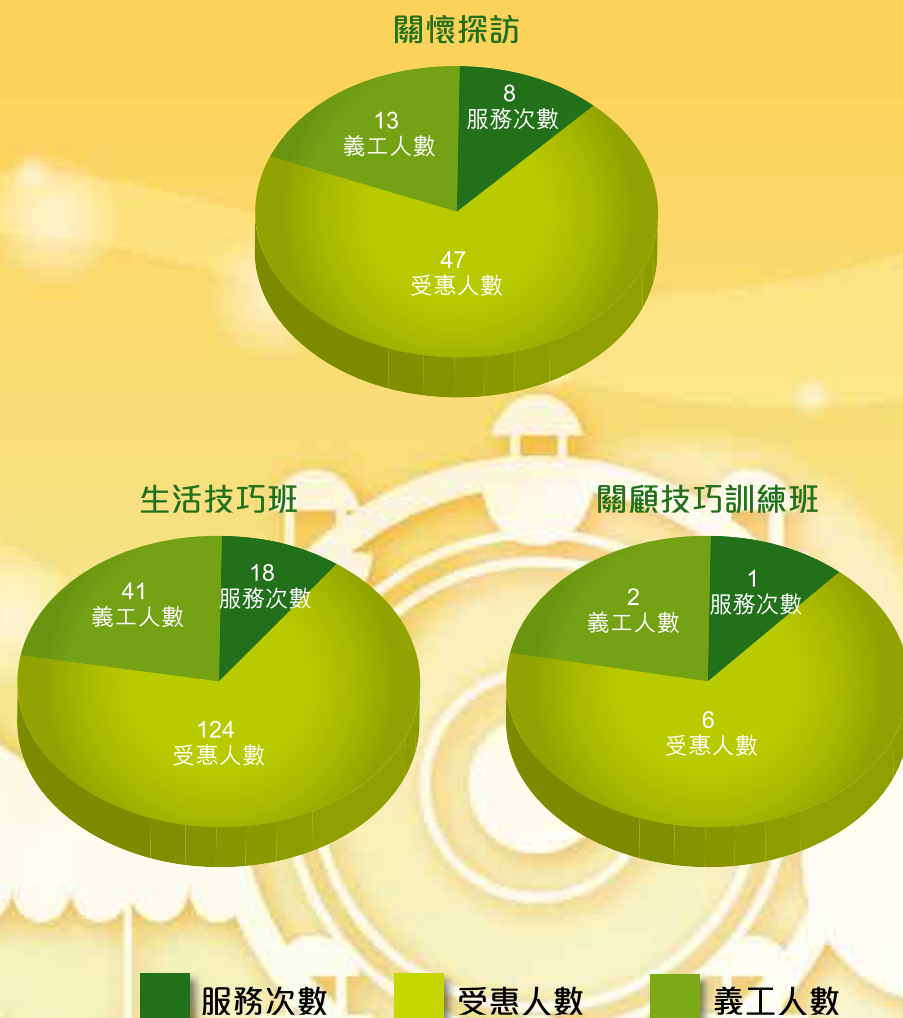 關懷探訪
8
服務次數
13
義工人數
47
受惠人數
生活技巧班
18
服務次數
41
義工人數
124
受惠人數
關顧技巧訓練班
1
服務次數
2
義工人數
6
受惠人數
服務次數 受惠人數 義工人數